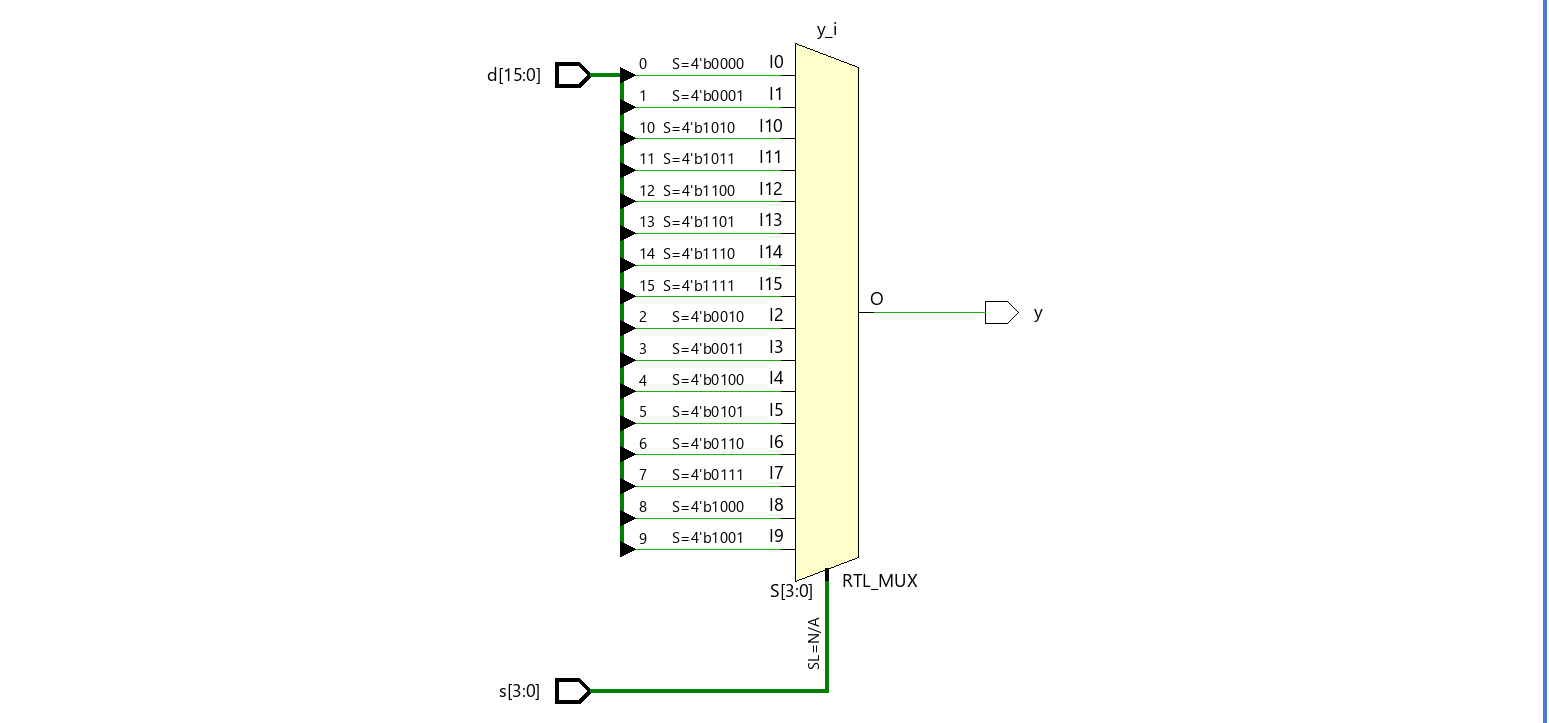 y_i
d[15:0]
0 S=4'b0000 I0
1 S=4'b0001 I1
10 S=4'b1010 I10
11 S=4'b1011 I11
12 S=4'b1100 I12
13 S=4'b1101 I13
14 S=4'b1110 I14
15 S=4'b1111 I15
2 S=4'b0010 I2
3 S=4'b0011 I3
4 S=4'b0100 I4
5 S=4'b0101 I5
6 S=4'b0110 I6
7 S=4'b0111 I7
8 S=4'b1000 I8
9 S=4'b1001 I9
O
y
S[3:0]
RTL_MUX
SL=N/A
s[3:0]